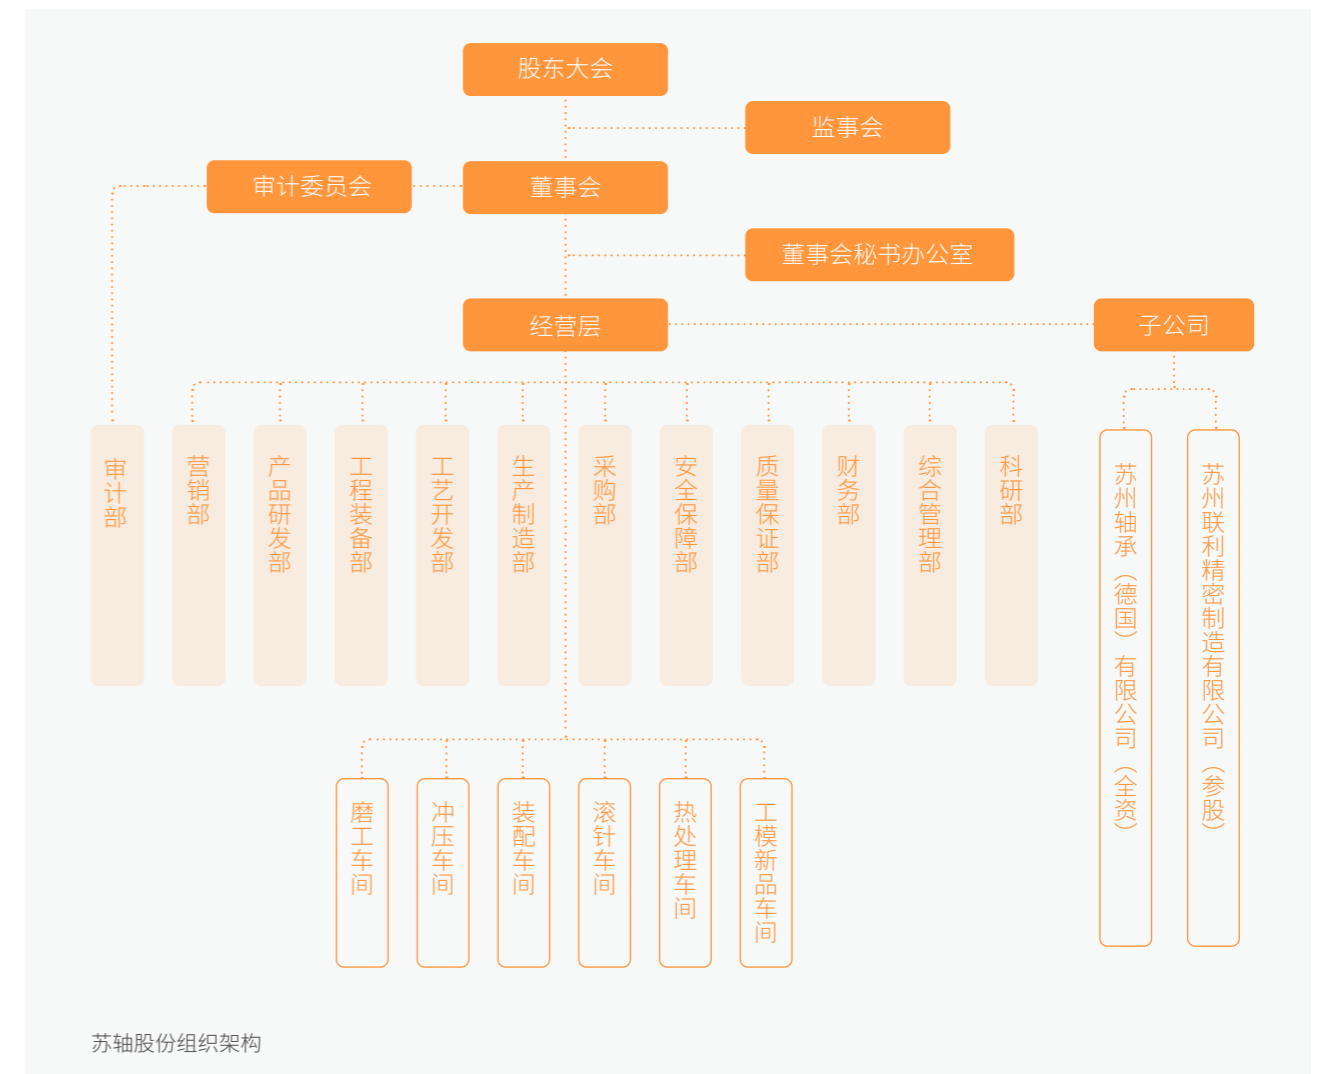 股东大会
监事会
审计委员会
董事会
董事会秘书办公室
经营层
子公司
审计部
营销部
产品研发部
工程装备部
工艺开发部
生产制造部
采购部
安全保障部
质量保证部
财务部
综合管理部
科研部
苏州轴承（德国）有限公司（全资）
苏州联利精密制造有限公司（参股）
磨工车间
冲压车间
装配车间
滚针车间
热处理车间
工模新品车间
苏轴股份组织架构